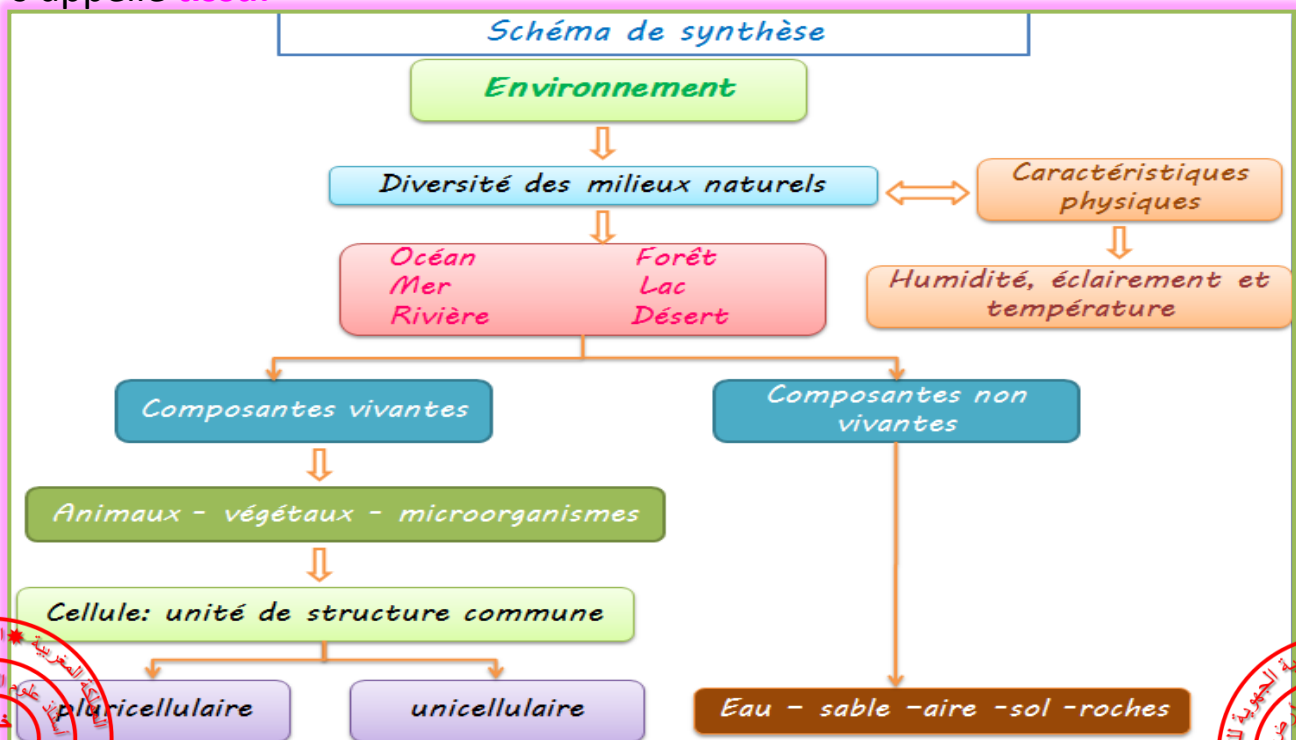 s'appelle tissu.
Schéma de synthèse
Environnement
Diversité des milieux naturels
Caractéristiques
physiques
Océan Forêt
Mer Lac
Rivière Désert
Humidité, éclairement et
température
Composantes vivantes
Composantes non
vivantes
Animaux - végétaux - microorganismes
Cellule: unité de structure commune
pluricellulaire
unicellulaire
Eau - sable -aire -sol -roches